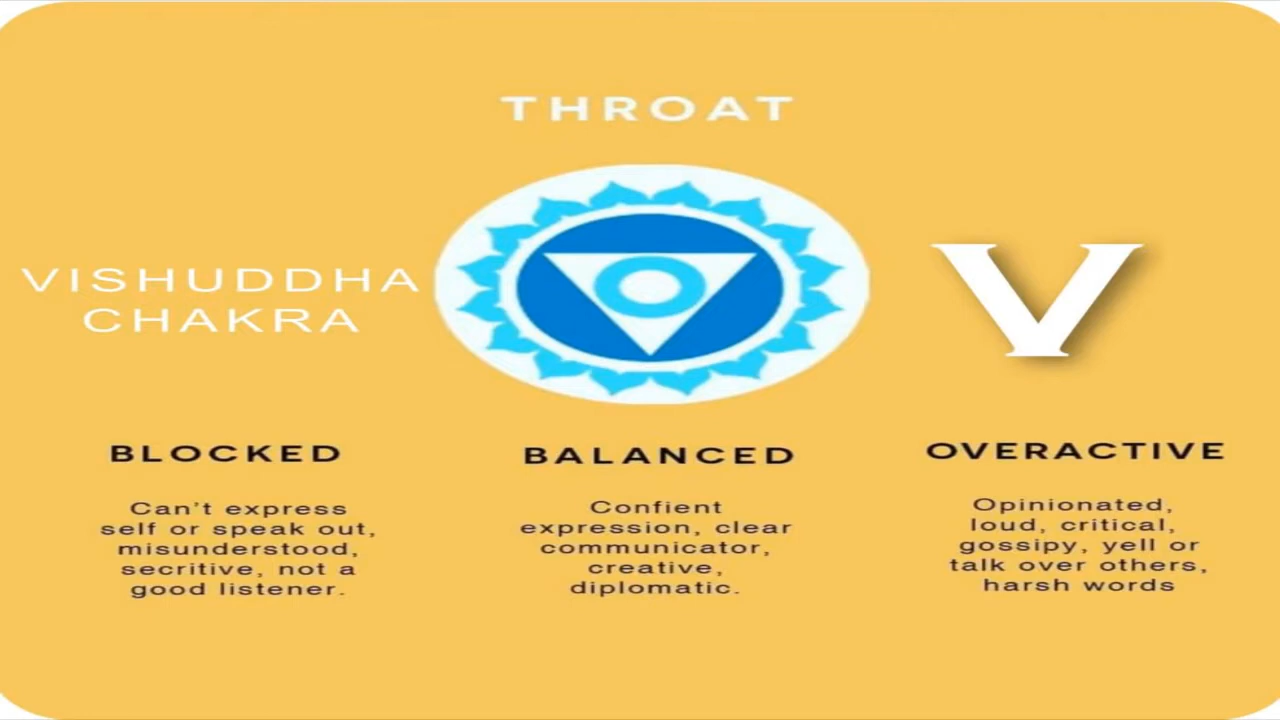 THROAT
VISHUDDHA
CHAKRA
V
BLOCKED
Can't express
self or speak out,
misunderstood,
secritive, not a
good listener.
BALANCED
Confient
expression, clear
communicator,
creative,
diplomatic.
OVERACTIVE
Opinionated,
loud, critical,
gossipy, yell or
talk over others,
harsh words